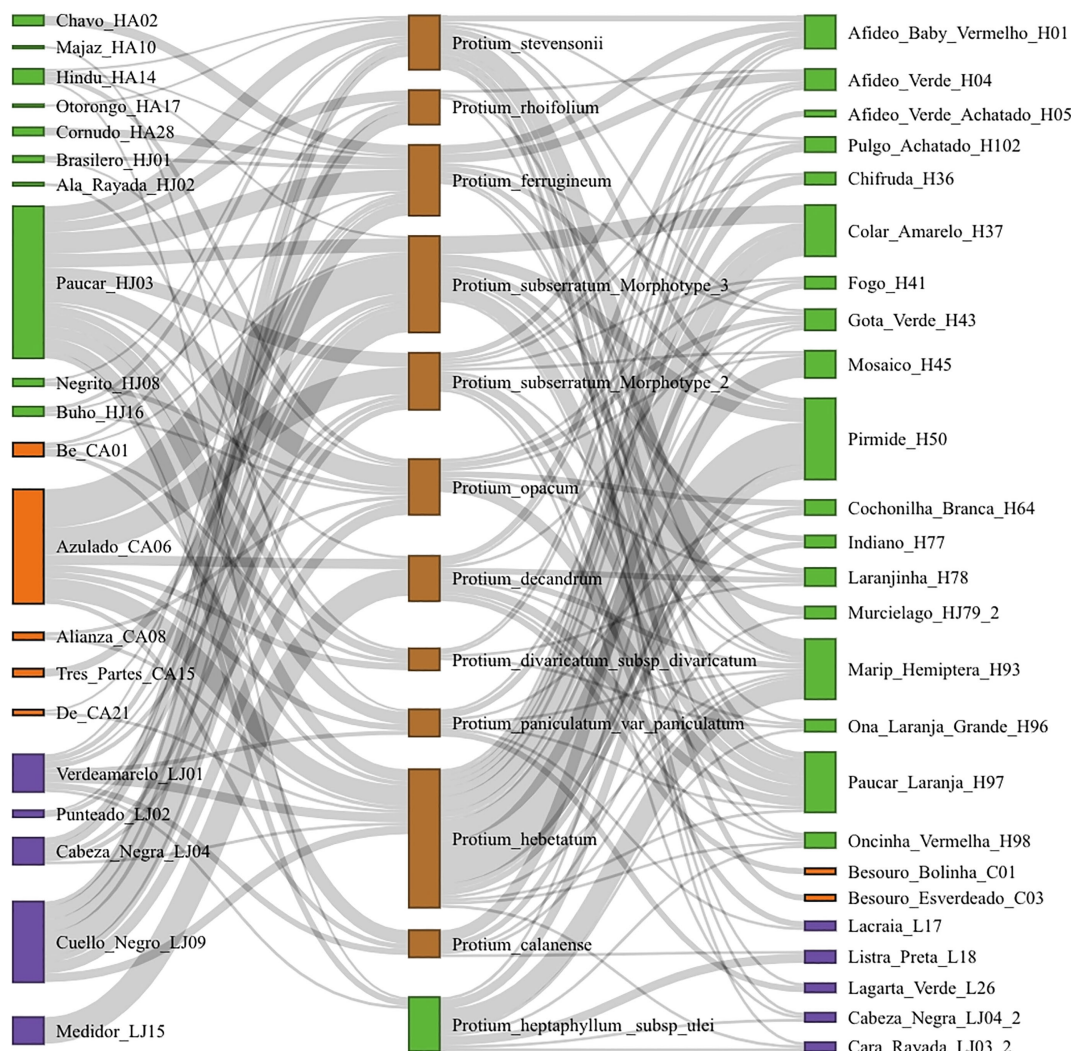 Chavo_HA02
Majaz_HA10
Hindu_HA14
Otorongo_HA17
Cornudo_HA28
Brasilero_HJ01
Ala_Rayada_HJ02
Paucar_HJ03
Negrito_HJ08
Buho_HJ16
Be_CA01
Azulado_CA06
Alianza_CA08
Tres_Partes_CA15
De_CA21
Verdeamarelo_LJ01
Punteado_LJ02
Cabeza_Negra_LJ04
Cuello_Negro_LJ09
Medidor_LJ15
Protium_stevensonii
Protium_rhoifolium
Protium_ferrugineum
Protium_subserratum_Morphotype_3
Protium_subserratum_Morphotype_2
Protium_opacum
Protium_decandrum
Protium_divaricatum_subsp_divaricatum
Protium_paniculatum_var_paniculatum
Protium_hebetatum
Protium_calanense
Protium_heptaphyllum _subsp_ulei
Afideo_Baby_Vermelho_H01
Afideo_Verde_H04
Afideo_Verde_Achatado_H05
Pulgo_Achatado_H102
Chifruda_H36
Colar_Amarelo_H37
Fogo_H41
Gota_Verde_H43
Mosaico_H45
Pirmide_H50
Cochonilha_Branca_H64
Indiano_H77
Laranjinha_H78
Murcielago_HJ79_2
Marip_Hemiptera_H93
Ona_Laranja_Grande_H96
Paucar_Laranja_H97
Oncinha_Vermelha_H98
Besouro_Bolinha_C01
Besouro_Esverdeado_C03
Lacraia_L17
Listra_Preta_L18
Lagarta_Verde_L26
Cabeza_Negra_LJ04_2
Cara_Rayada_LJ03_2